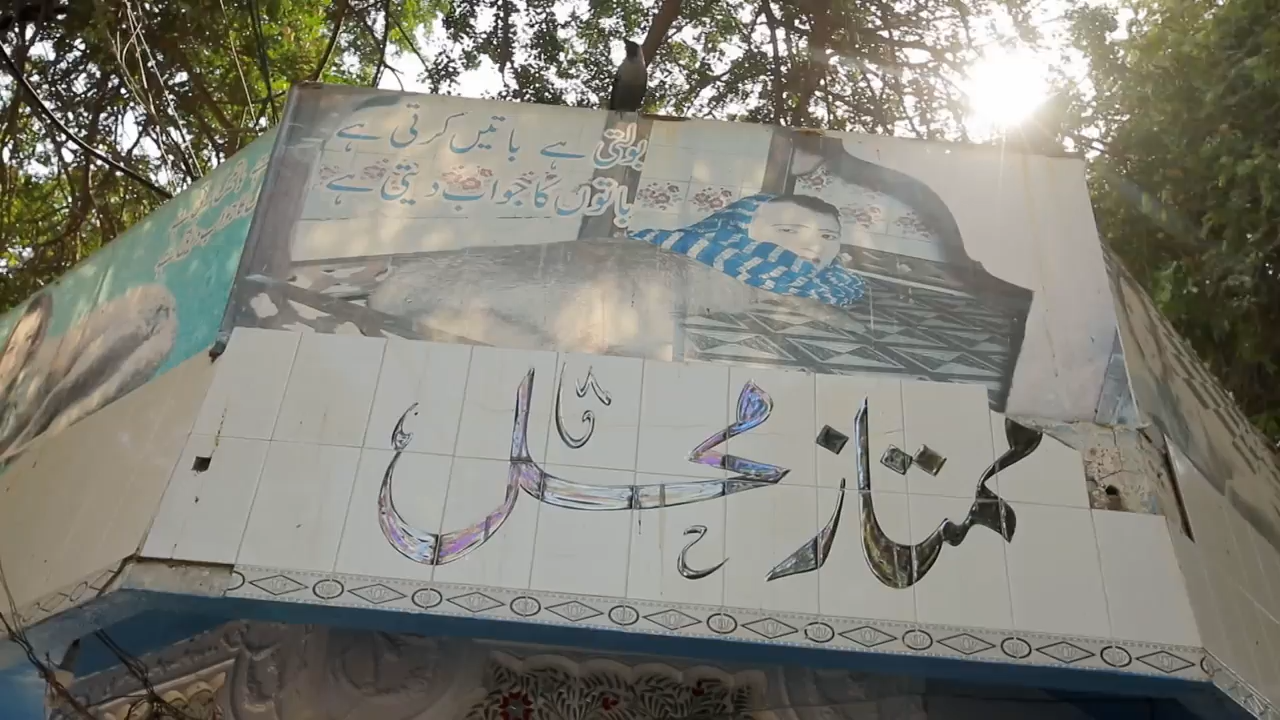 بولتی ہے باتیں کرتی ہے
باتوں کا جواب دیتی ہے
ممتاز محل